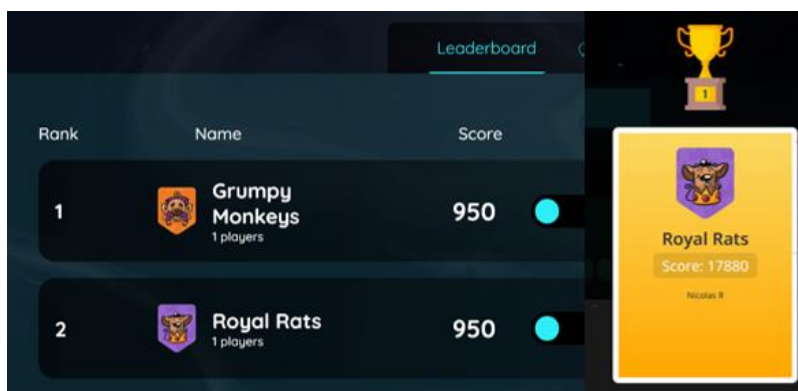 Leaderboard
Rank Name Score
1 Grumpy Monkeys 950
1 players
2 Royal Rats 950
1 players
1
Royal Rats
Score: 17880
Nicolas R